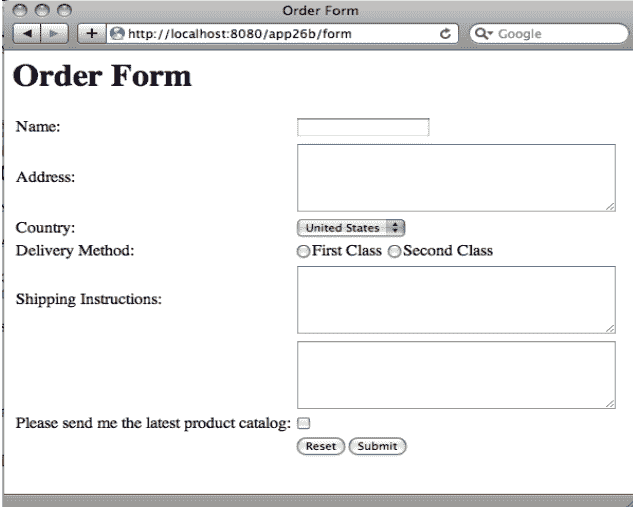 Order Form
http://localhost:8080/app26b/form
Google
Order Form
Name:
Address:
Country:
United States
Delivery Method:
First Class Second Class
Shipping Instructions:
Please send me the latest product catalog:
Reset Submit